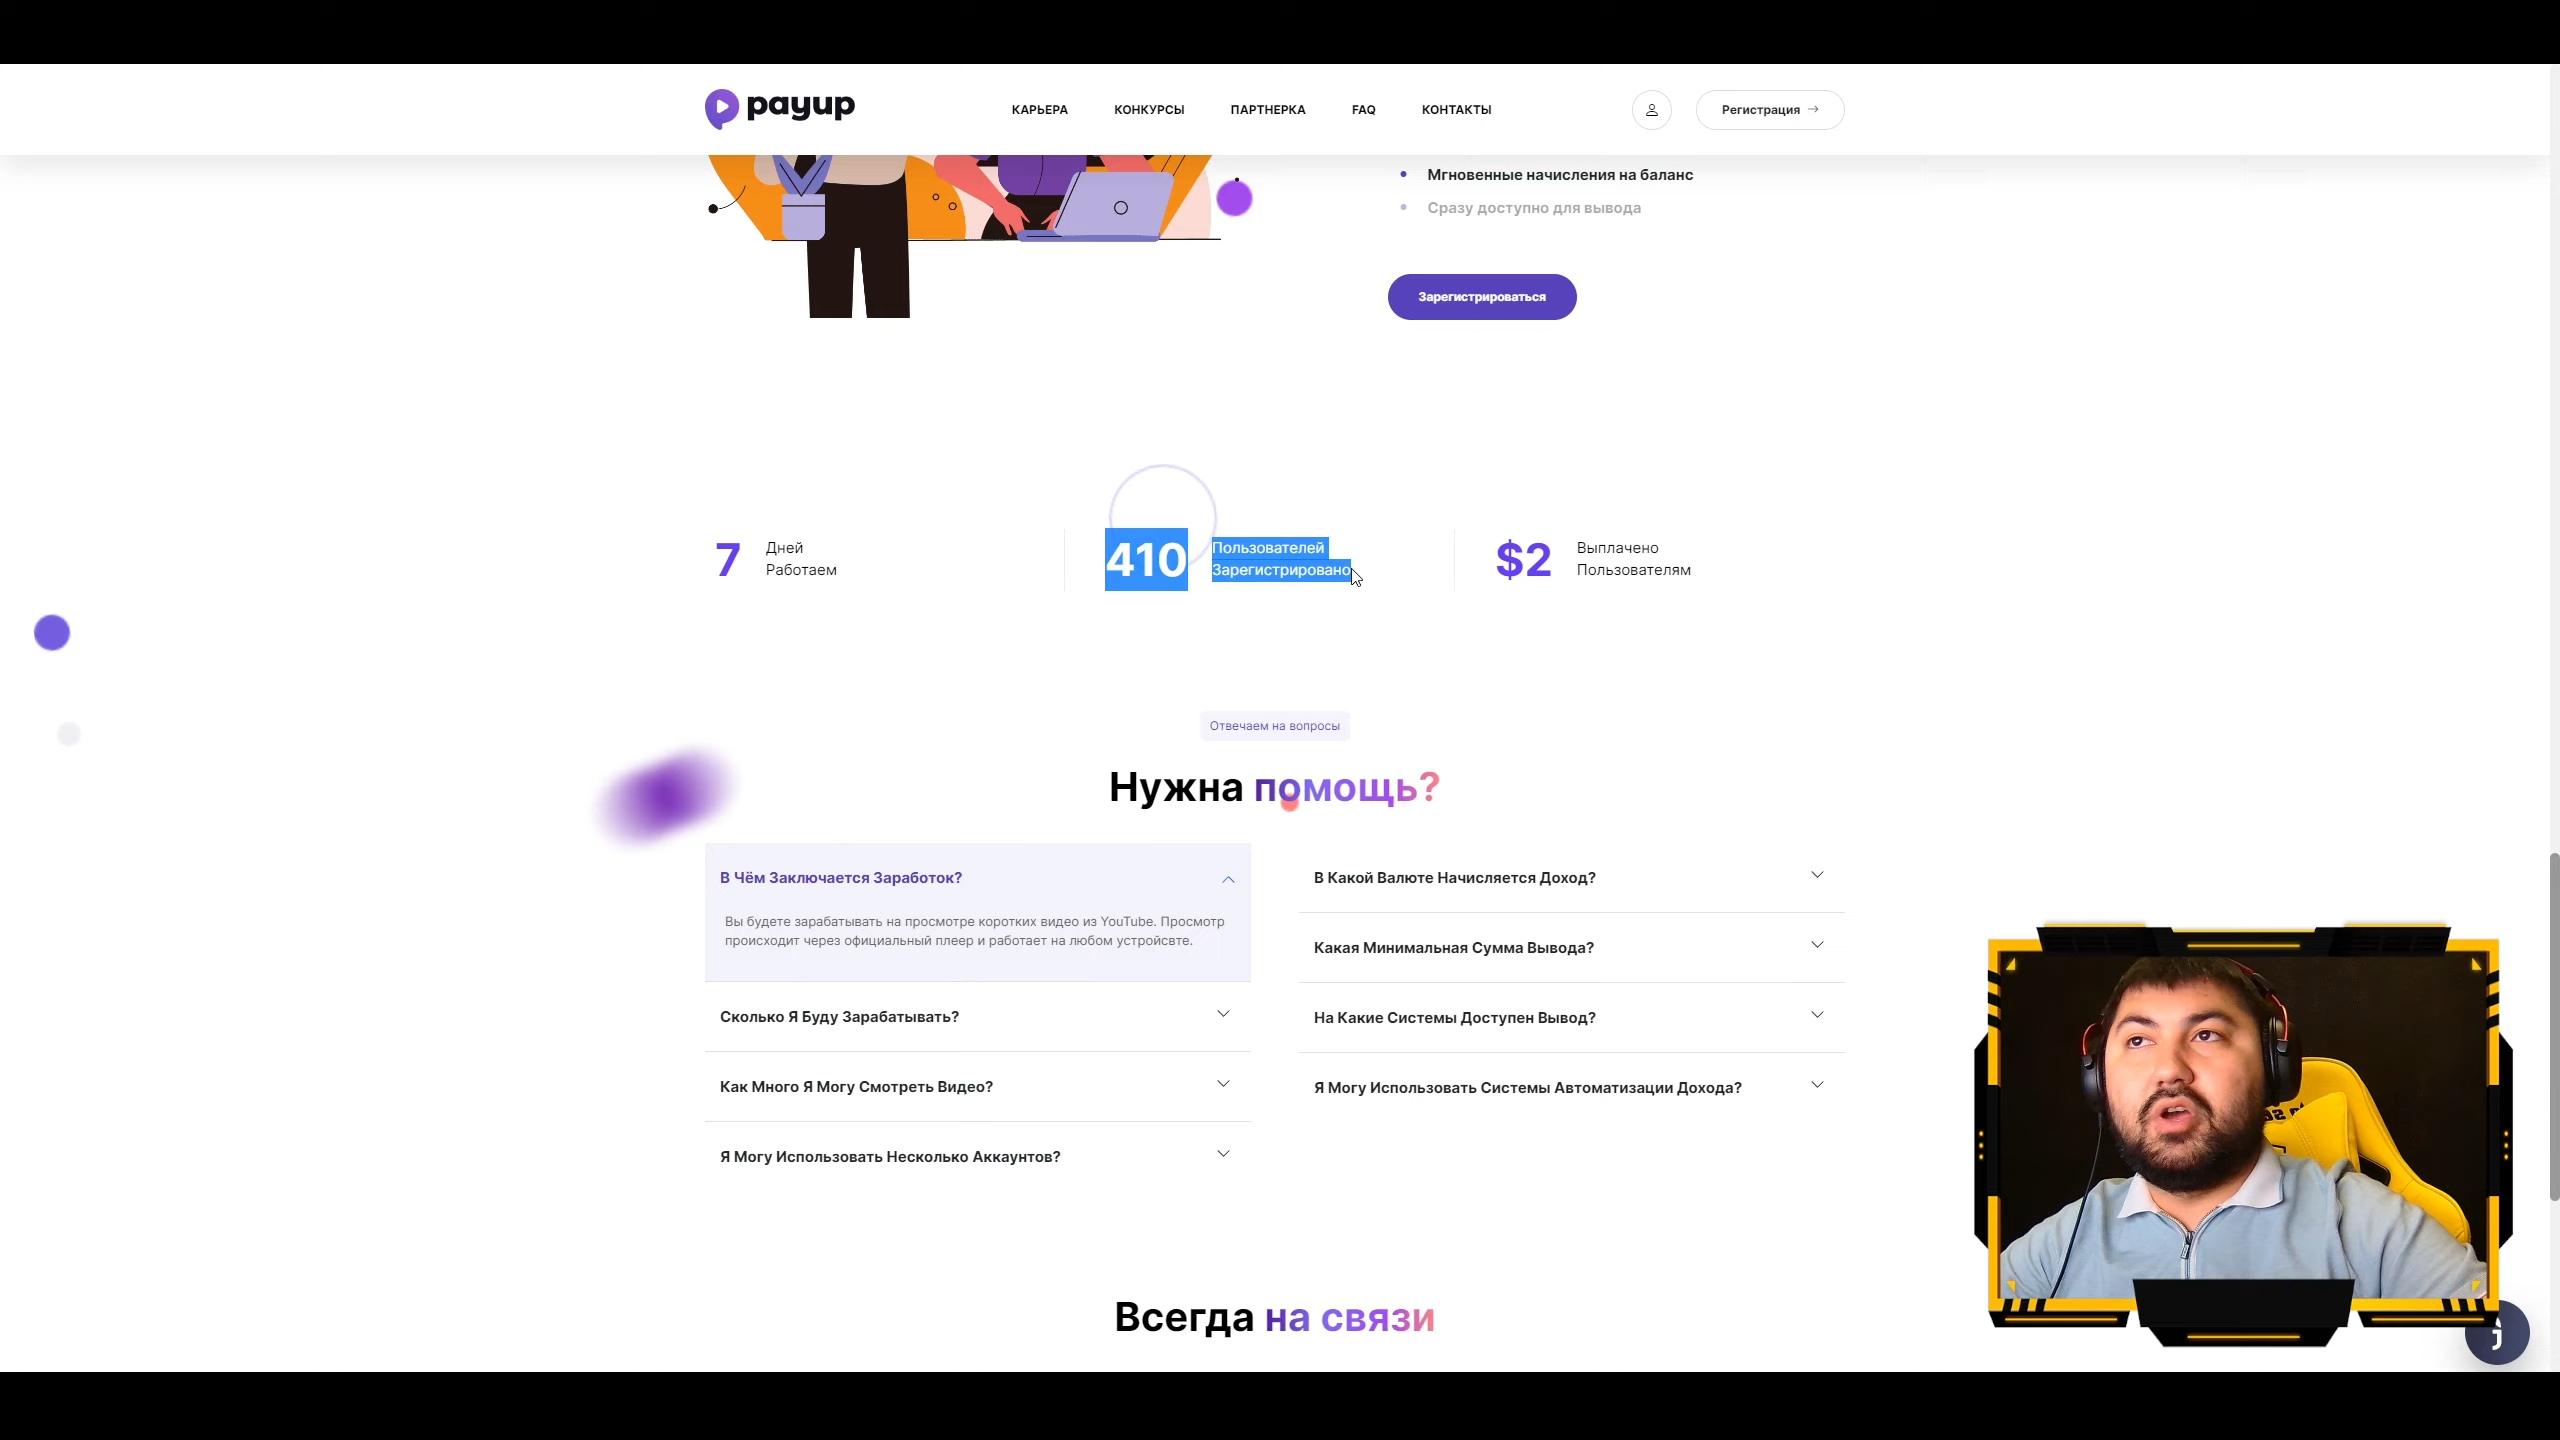 payup
КАРЬЕРА
КОНКУРСЫ
ПАРТНЕРКА
FAQ
КОНТАКТЫ
Регистрация →
Мгновенные начисления на баланс
Сразу доступно для вывода
Зарегистрироваться
7
Дней
Работаем
410
Пользователей
Зарегистрировано
$2
Выплачено
Пользователям
Отвечаем на вопросы
Нужна помощь?
В Чём Заключается Заработок?
Вы будете зарабатывать на просмотре коротких видео из YouTube. Просмотр
происходит через официальный плеер и работает на любом устройсвте.
Сколько Я Буду Зарабатывать?
Как Много Я Могу Смотреть Видео?
Я Могу Использовать Несколько Аккаунтов?
В Какой Валюте Начисляется Доход?
Какая Минимальная Сумма Вывода?
На Какие Системы Доступен Вывод?
Я Могу Использовать Системы Автоматизации Дохода?
Всегда на связи